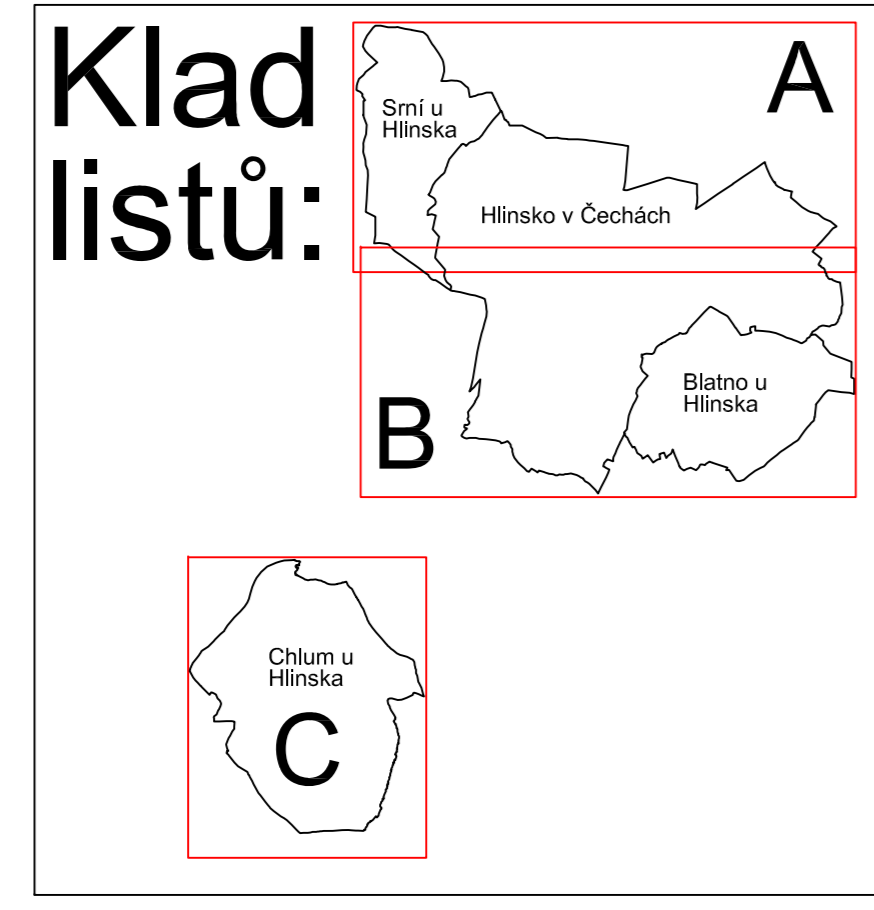 Klad
listů:
A
Srní u
Hlinska
Hlinsko v Čechách
Blatno u
Hlinska
B
Chlum u
Hlinska
C